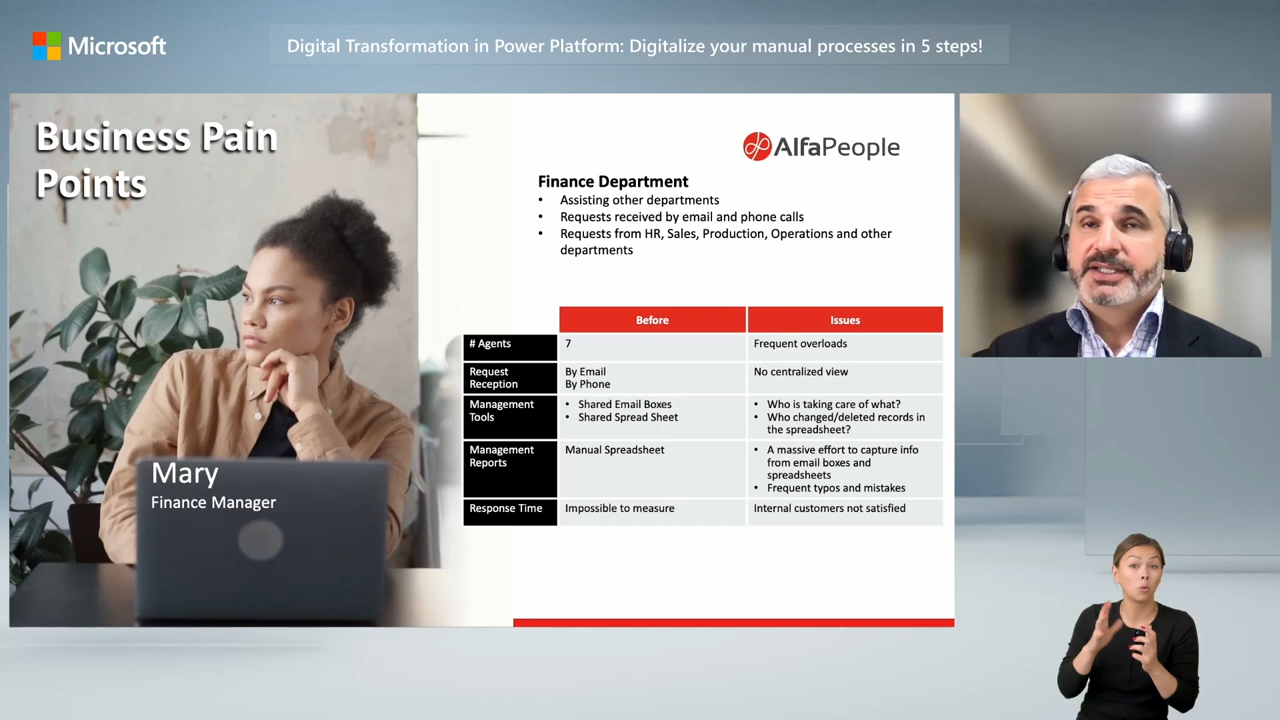 Microsoft
Digital Transformation in Power Platform: Digitalize your manual processes in 5 steps!
Business Pain
Points
Mary
Finance Manager
AlfaPeople
Finance Department
• Assisting other departments
• Requests received by email and phone calls
• Requests from HR, Sales, Production, Operations and other
departments
Before
Issues
# Agents
7
Frequent overloads
Request
Reception
By Email
By Phone
No centralized view
Management
Tools
• Shared Email Boxes
• Shared Spread Sheet
• Who is taking care of what?
• Who changed/deleted records in
the spreadsheet?
Management
Reports
Manual Spreadsheet
• A massive effort to capture info
from email boxes and
spreadsheets
• Frequent typos and mistakes
Response Time
Impossible to measure
Internal customers not satisfied